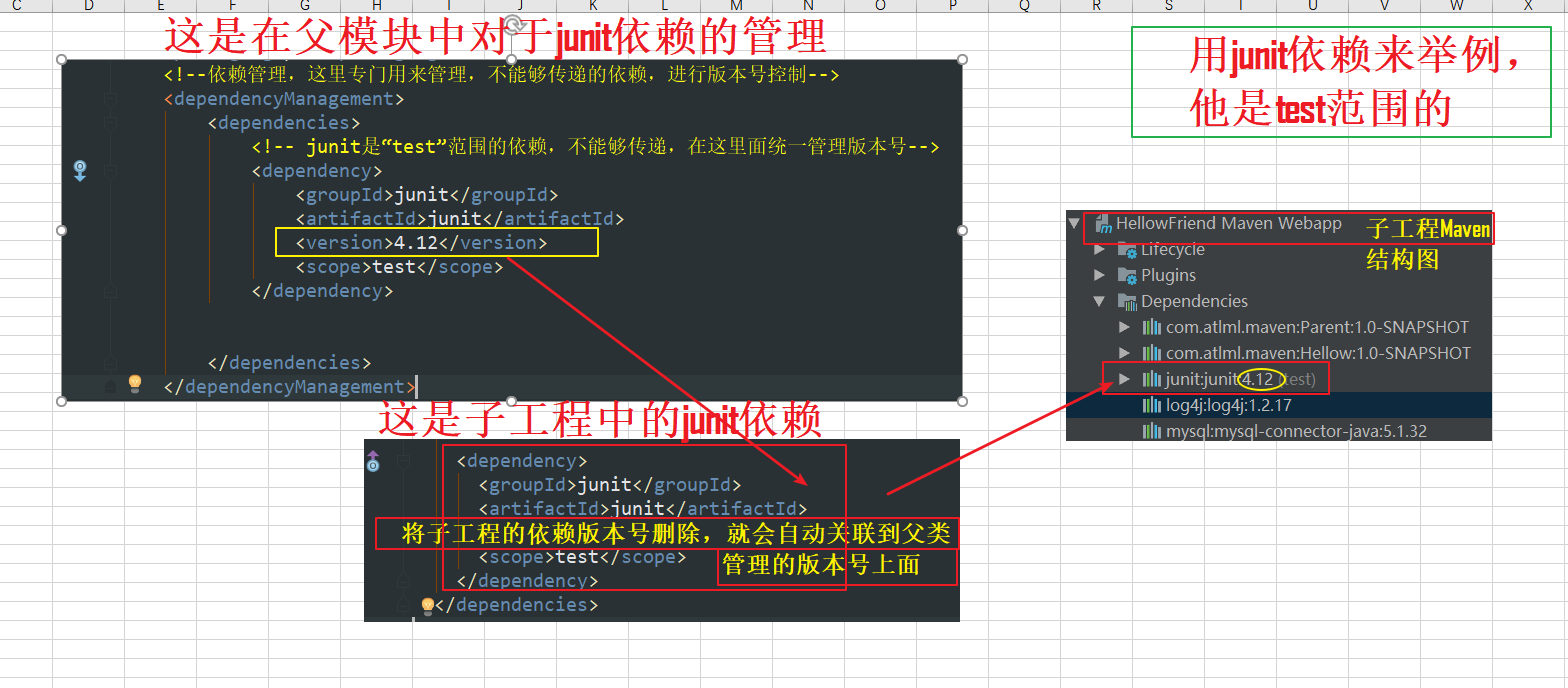 C D E F G H I J K L M N O P Q R S T U V W X
这是在父模块中对于junit依赖的管理
<!--依赖管理，这里专门用来管理，不能够传递的依赖，进行版本号控制-->
<dependencyManagement>
<dependencies>
<!-- junit是“test”范围的依赖，不能够传递，在这里面统一管理版本号-->
<dependency>
<groupId>junit</groupId>
<artifactId>junit</artifactId>
<version>4.12</version>
<scope>test</scope>
</dependency>
</dependencies>
</dependencyManagement>
用junit依赖来举例，
他是test范围的
HellowFriend Maven Webapp
子工程Maven
结构图
Lifecycle
Plugins
Dependencies
com.atlml.maven:Parent:1.0-SNAPSHOT
com.atlml.maven:Hellow:1.0-SNAPSHOT
junit:junit:4.12 (test)
log4j:log4j:1.2.17
mysql:mysql-connector-java:5.1.32
这是子工程中的junit依赖
<dependency>
<groupId>junit</groupId>
<artifactId>junit</artifactId>
将子工程的依赖版本号删除，就会自动关联到父类
<scope>test</scope>
管理的版本号上面
</dependency>
</dependencies>